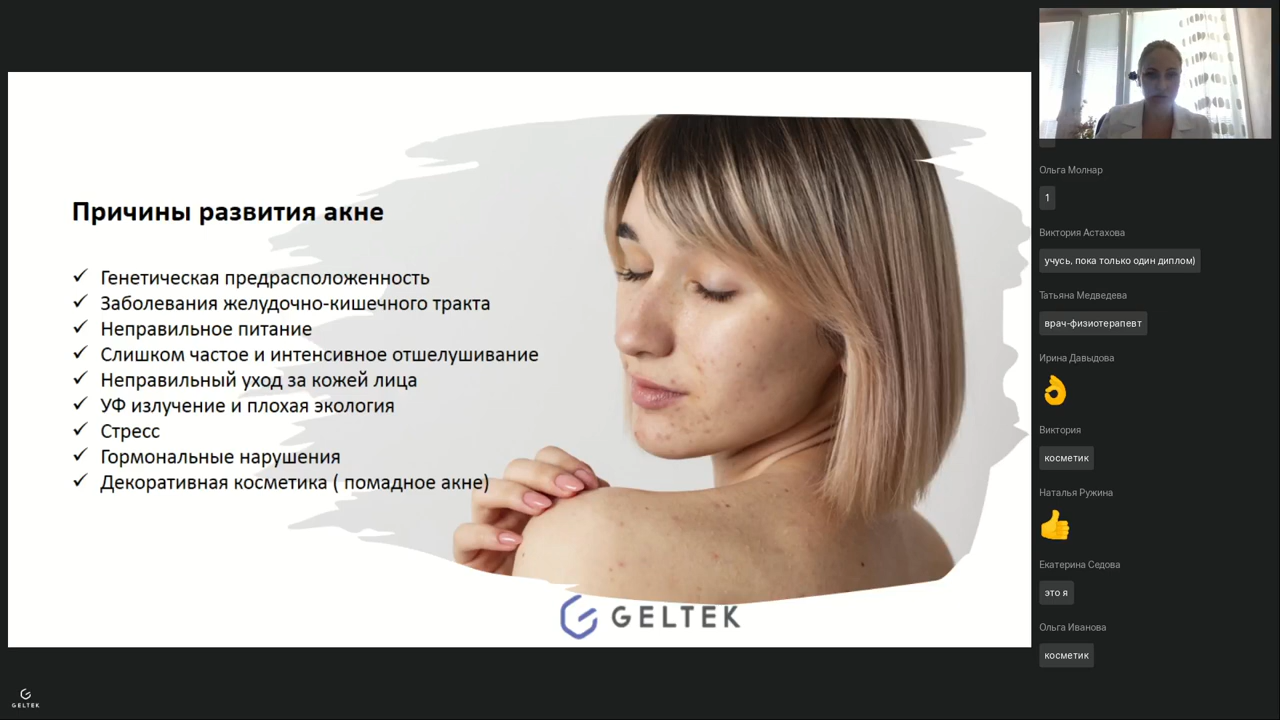 Причины развития акне
✓ Генетическая предрасположенность
✓ Заболевания желудочно-кишечного тракта
✓ Неправильное питание
✓ Слишком частое и интенсивное отшелушивание
✓ Неправильный уход за кожей лица
✓ УФ излучение и плохая экология
✓ Стресс
✓ Гормональные нарушения
✓ Декоративная косметика ( помадное акне)
GELTEK
GELTEK
Ольга Молнар
1
Виктория Астахова
учусь, пока только один диплом)
Татьяна Медведева
врач-физиотерапевт
Ирина Давыдова
👌
Виктория
косметик
Наталья Ружина
👍
Екатерина Седова
это я
Ольга Иванова
косметик